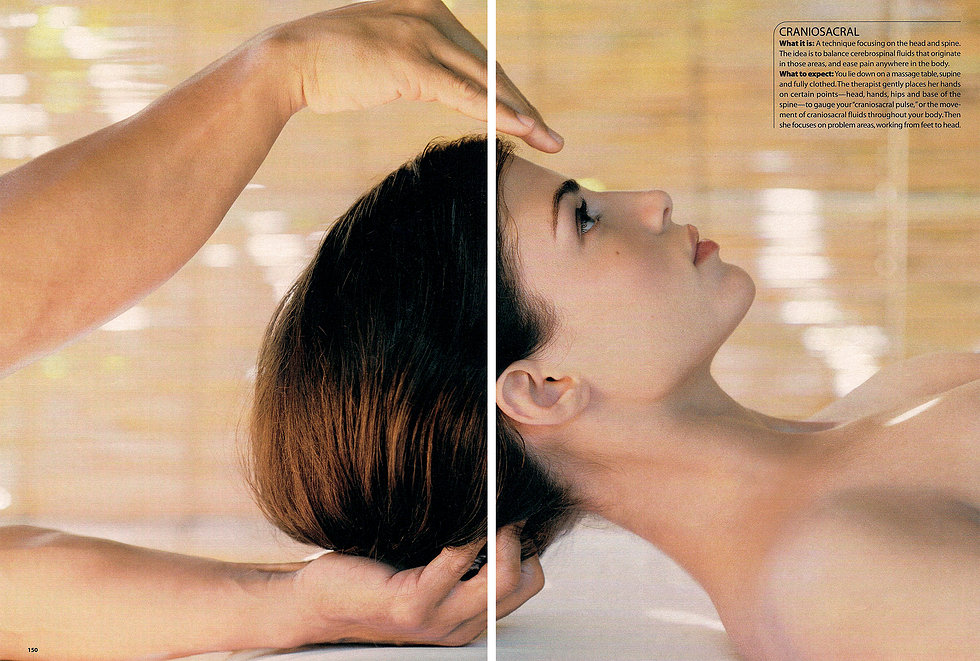 CRANIOSACRAL
What it is: A technique focusing on the head and spine.
The idea is to balance cerebrospinal fluids that originate
in those areas, and ease pain anywhere in the body.
What to expect: You lie down on a massage table, supine
and fully clothed. The therapist gently places her hands
on certain points—head, hands, hips and base of the
spine—to gauge your "craniosacral pulse," or the move-
ment of craniosacral fluids throughout your body. Then
she focuses on problem areas, working from feet to head.
150